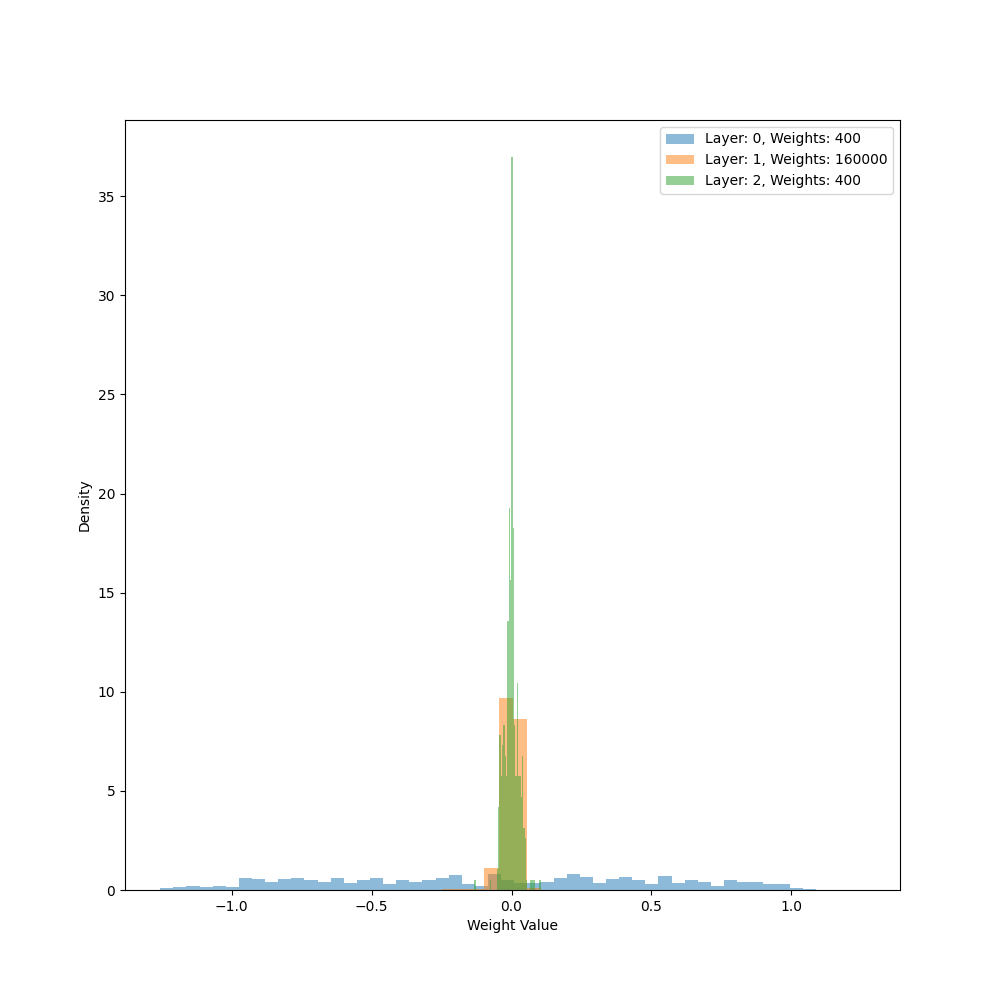 Layer: 0, Weights: 400
Layer: 1, Weights: 160000
Layer: 2, Weights: 400
35
30
25
20
15
10
5
0
Density
−1.0 −0.5 0.0 0.5 1.0
Weight Value